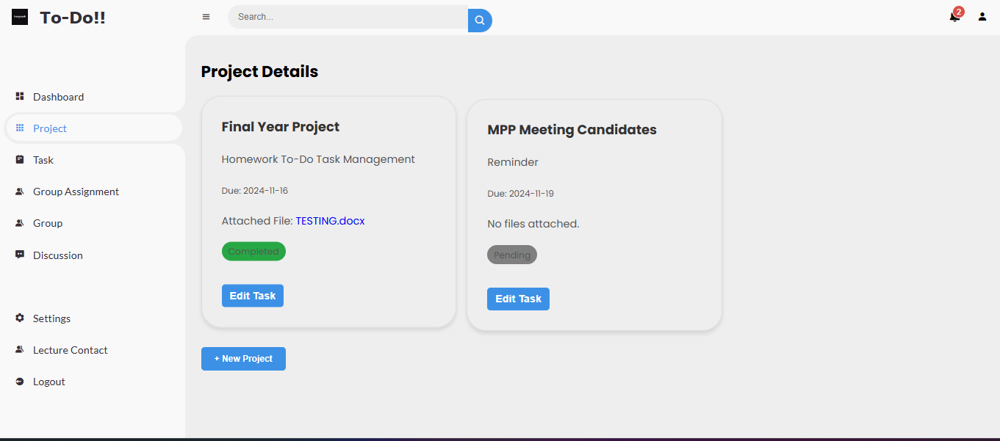 To-Do!!
Search...
2
Dashboard
Project
Task
Group Assignment
Group
Discussion
Settings
Lecture Contact
Logout
Project Details
Final Year Project
Homework To-Do Task Management
Due: 2024-11-16
Attached File: TESTING.docx
Completed
Edit Task
MPP Meeting Candidates
Reminder
Due: 2024-11-19
No files attached.
Pending
Edit Task
+ New Project